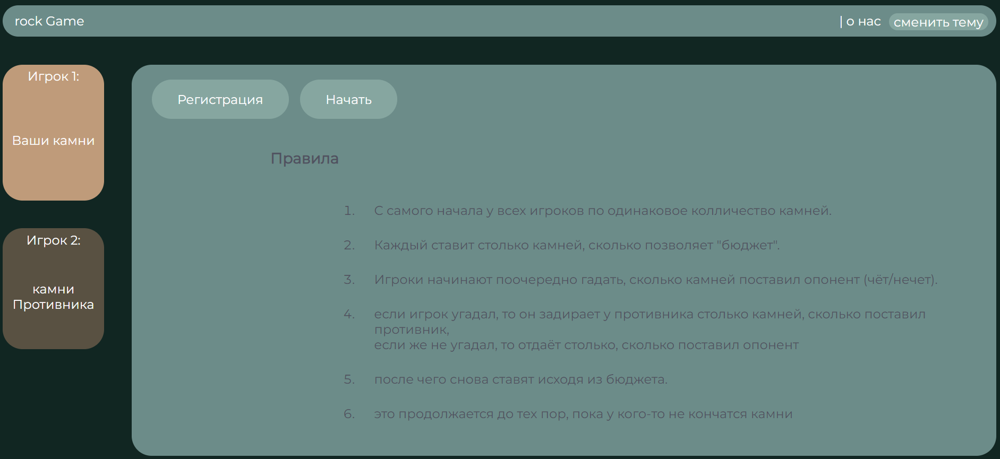 rock Game
| о нас
сменить тему
Игрок 1:
Ваши камни
Игрок 2:
камни
Противника
Регистрация
Начать
Правила
1. С самого начала у всех игроков по одинаковое колличество камней.
2. Каждый ставит столько камней, сколько позволяет "бюджет".
3. Игроки начинают поочередно гадать, сколько камней поставил опонент (чёт/нечет).
4. если игрок угадал, то он задирает у противника столько камней, сколько поставил
противник,
если же не угадал, то отдаёт столько, сколько поставил опонент
5. после чего снова ставят исходя из бюджета.
6. это продолжается до тех пор, пока у кого-то не кончатся камни